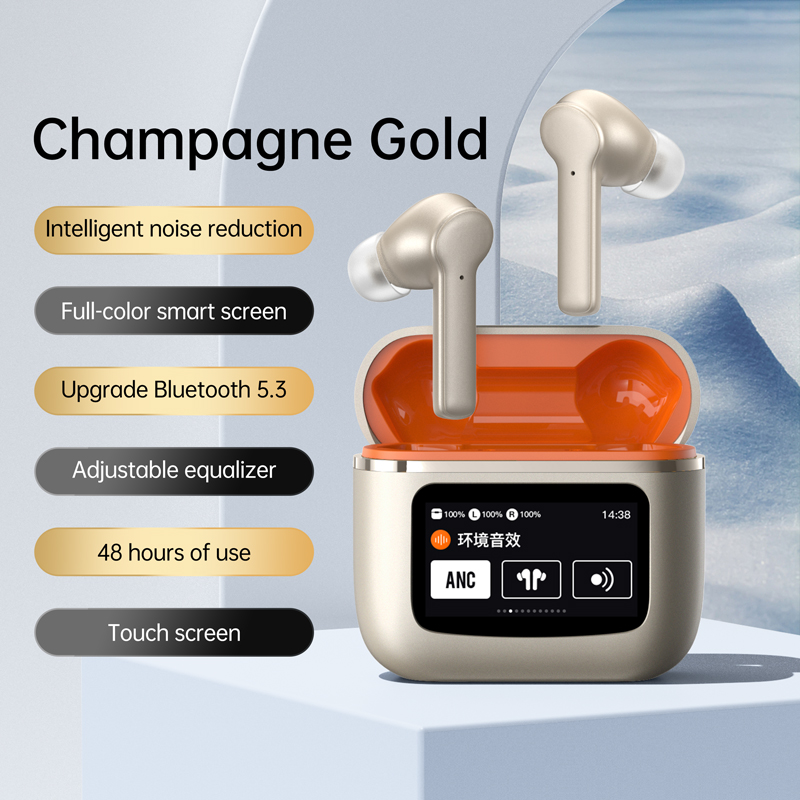 Champagne Gold
Intelligent noise reduction
Full-color smart screen
Upgrade Bluetooth 5.3
Adjustable equalizer
48 hours of use
Touch screen
100% L 100% R 100% 14:38
环境音效
ANC